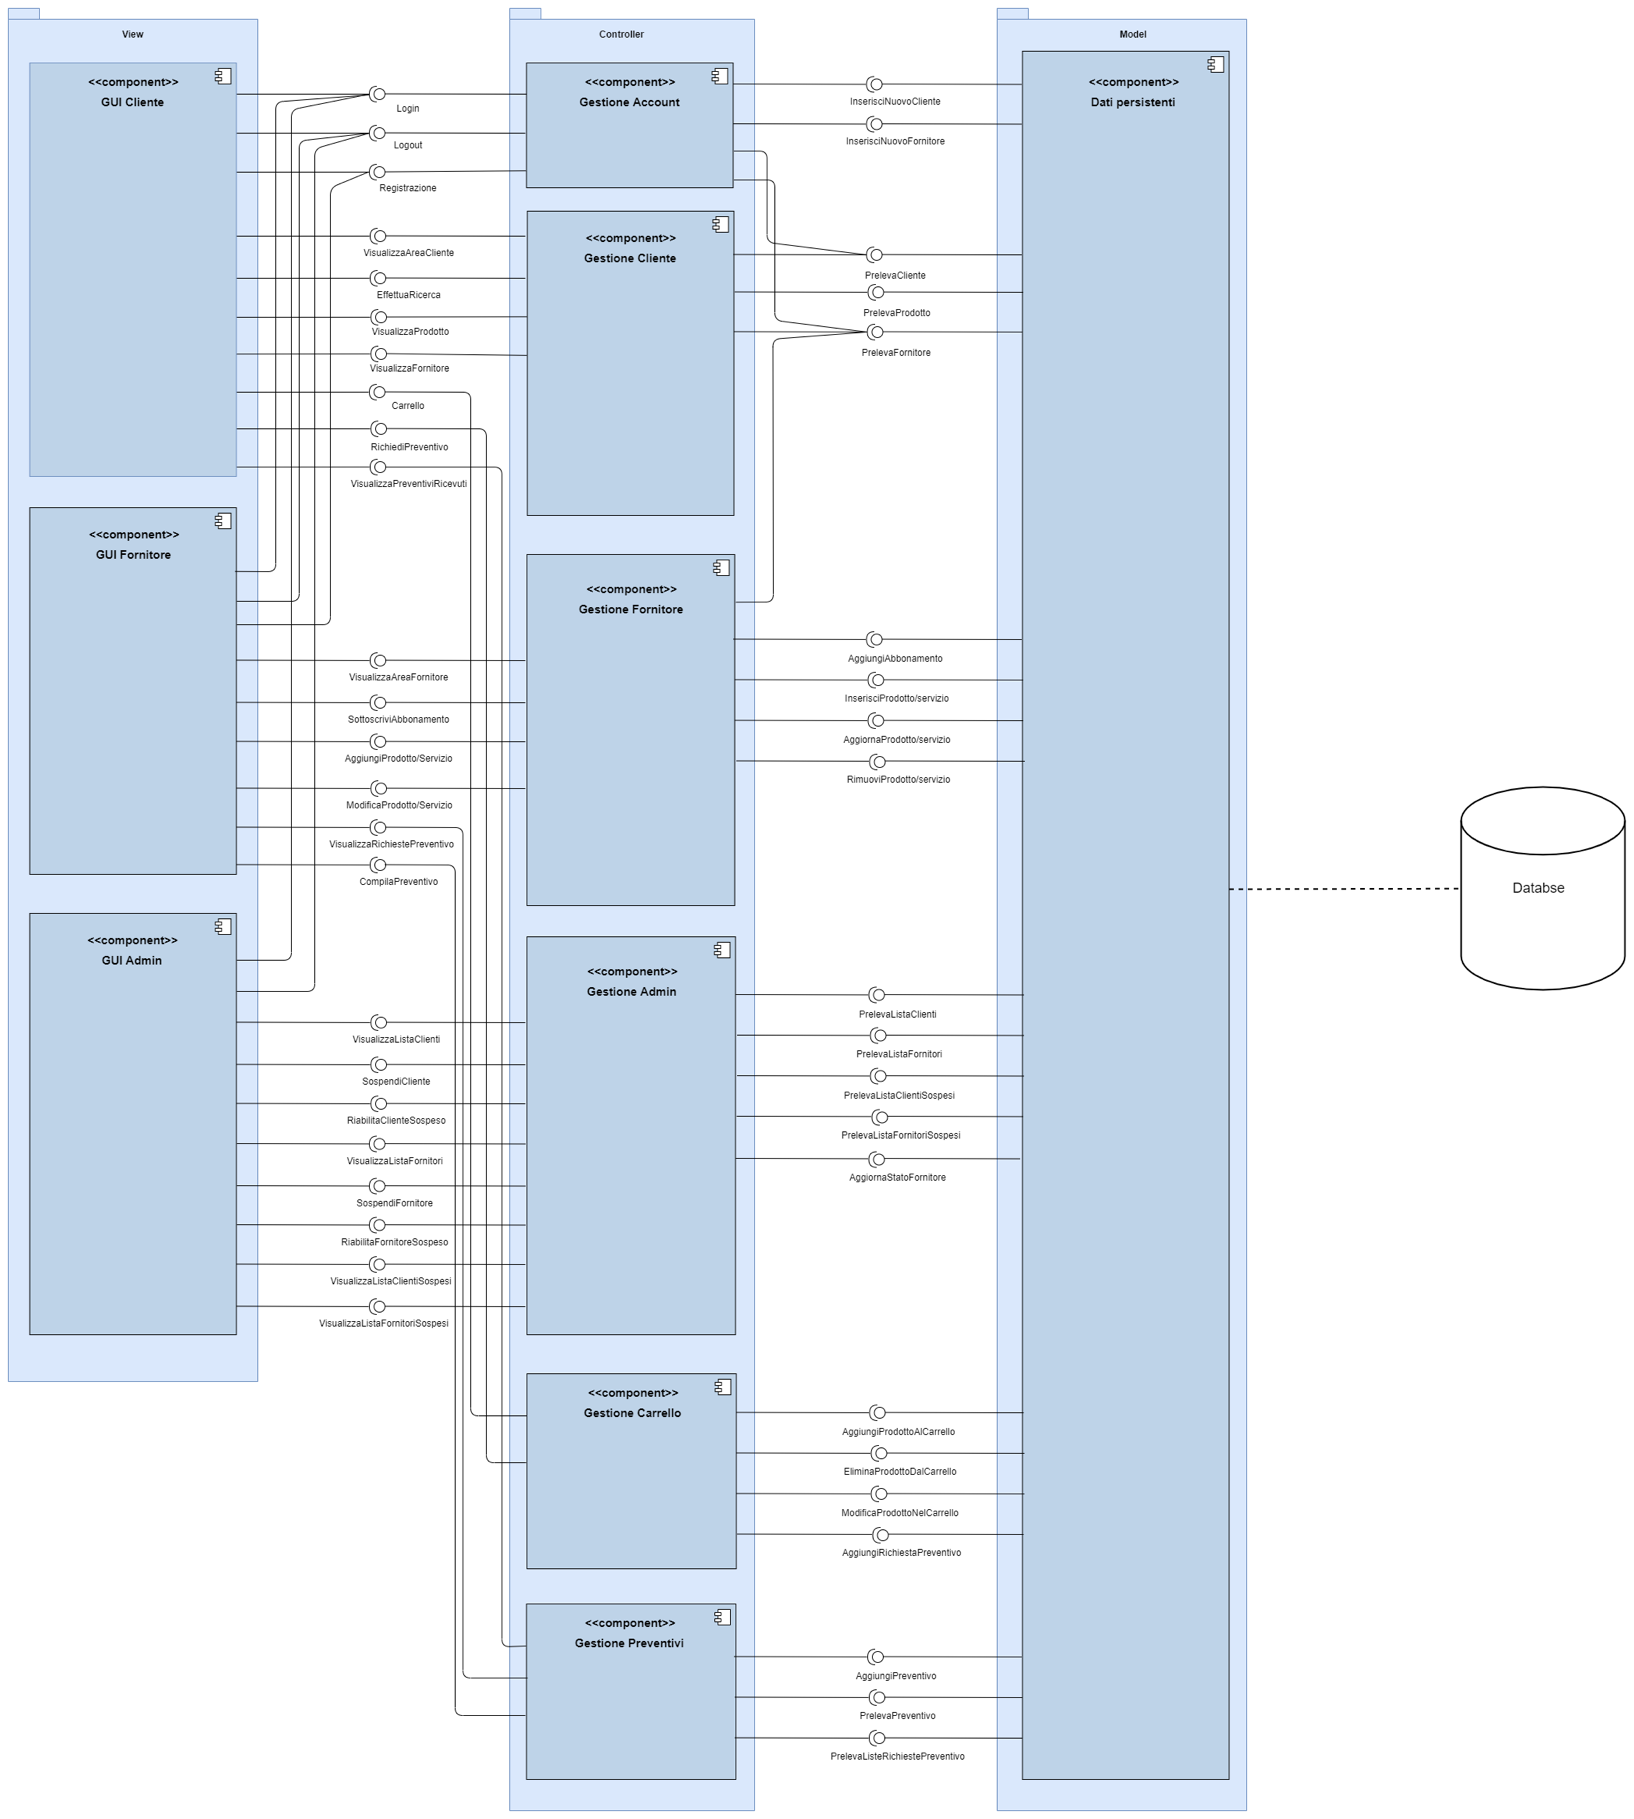 View
<<component>>
GUI Cliente
<<component>>
GUI Fornitore
<<component>>
GUI Admin
Login
Logout
Registrazione
VisualizzaAreaCliente
EffettuaRicerca
VisualizzaProdotto
VisualizzaFornitore
Carrello
RichiediPreventivo
VisualizzaPreventiviRicevuti
VisualizzaAreaFornitore
SottoscriviAbbonamento
AggiungiProdotto/Servizio
ModificaProdotto/Servizio
VisualizzaRichiestePreventivo
CompilaPreventivo
VisualizzaListaClienti
SospendiCliente
RiabilitaClienteSospeso
VisualizzaListaFornitori
SospendiFornitore
RiabilitaFornitoreSospeso
VisualizzaListaClientiSospesi
VisualizzaListaFornitoriSospesi
Controller
<<component>>
Gestione Account
<<component>>
Gestione Cliente
<<component>>
Gestione Fornitore
<<component>>
Gestione Admin
<<component>>
Gestione Carrello
<<component>>
Gestione Preventivi
InserisciNuovoCliente
InserisciNuovoFornitore
PrelevaCliente
PrelevaProdotto
PrelevaFornitore
AggiungiAbbonamento
InserisciProdotto/servizio
AggiornaProdotto/servizio
RimuoviProdotto/servizio
PrelevaListaClienti
PrelevaListaFornitori
PrelevaListaClientiSospesi
PrelevaListaFornitoriSospesi
AggiornaStatoFornitore
AggiungiProdottoAlCarrello
EliminaProdottoDalCarrello
ModificaProdottoNelCarrello
AggiungiRichiestaPreventivo
AggiungiPreventivo
PrelevaPreventivo
PrelevaListeRichiestePreventivo
Model
<<component>>
Dati persistenti
Databse